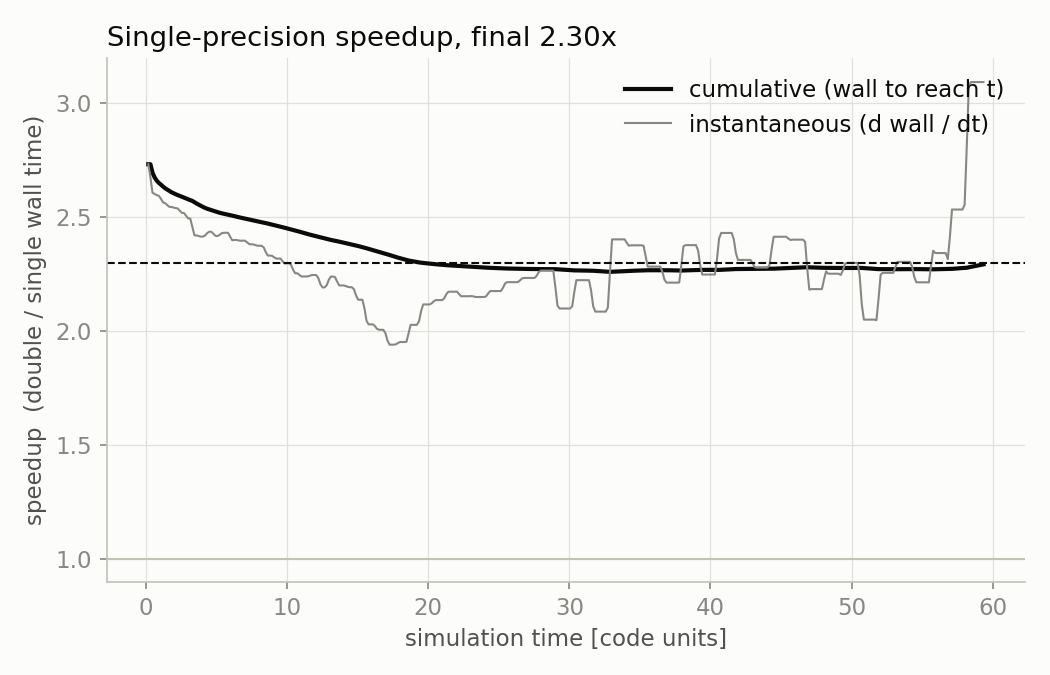 Single-precision speedup, final 2.30x
cumulative (wall to reach t)
instantaneous (d wall / dt)
speedup  (double / single wall time)
3.0
2.5
2.0
1.5
1.0
0
10
20
30
40
50
60
simulation time [code units]